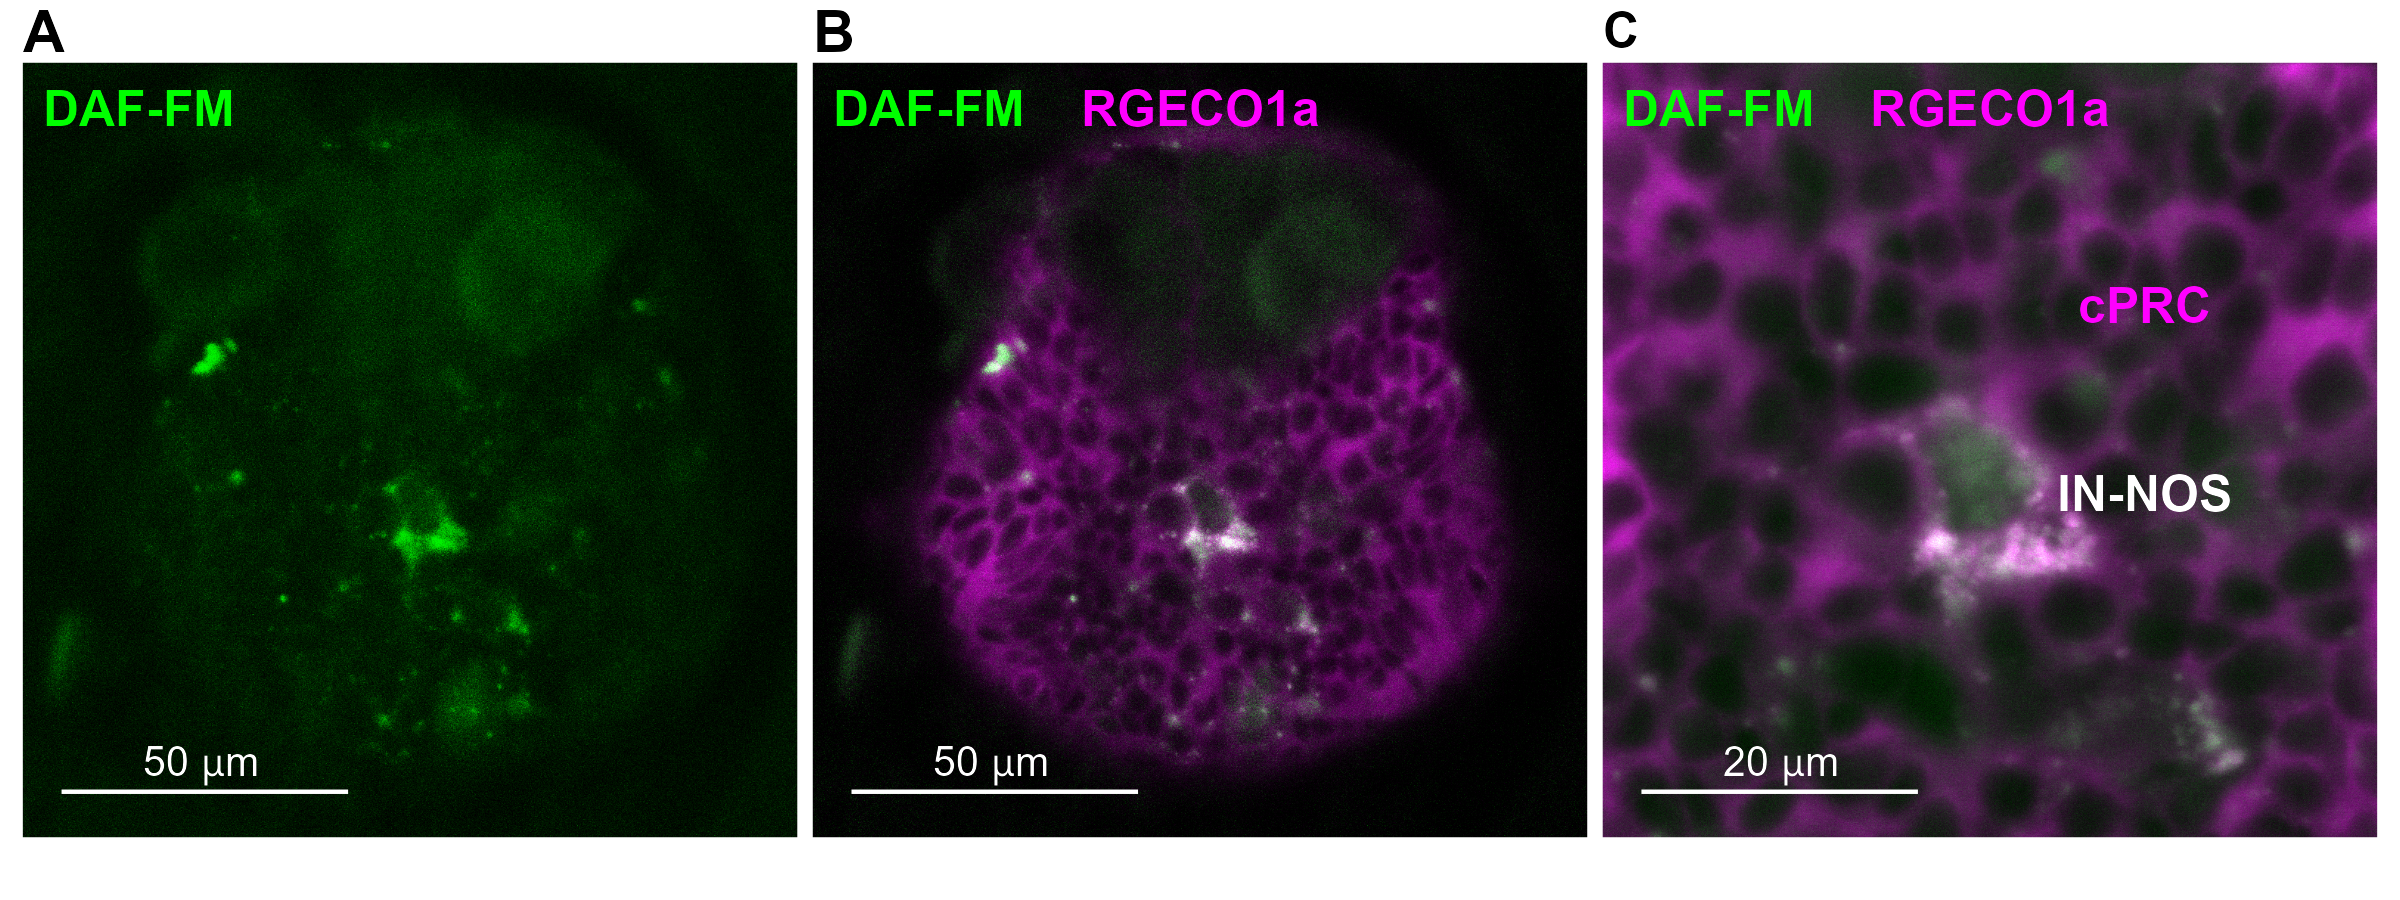 A
B
C
DAF-FM
DAF-FM RGECO1a
DAF-FM RGECO1a
cPRC
IN-NOS
50 µm
50 µm
20 µm